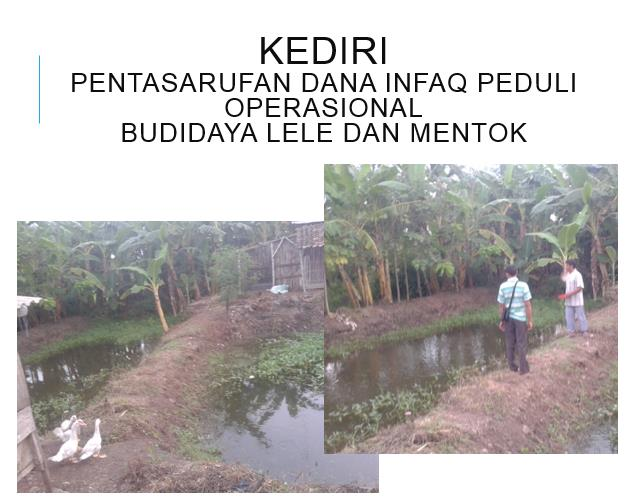 KEDIRI
PENTASARUFAN DANA INFAQ PEDULI
OPERASIONAL
BUDIDAYA LELE DAN MENTOK